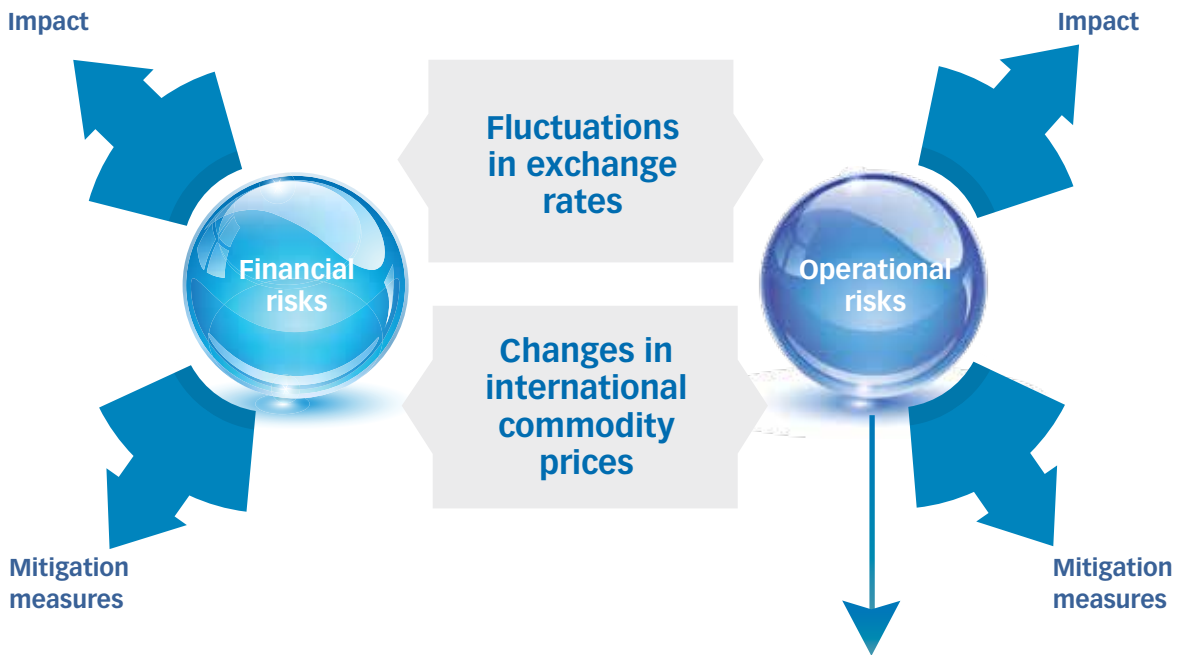 Impact
Impact
Fluctuations
in exchange
rates
Financial
risks
Operational
risks
Changes in
international
commodity
prices
Mitigation
measures
Mitigation
measures